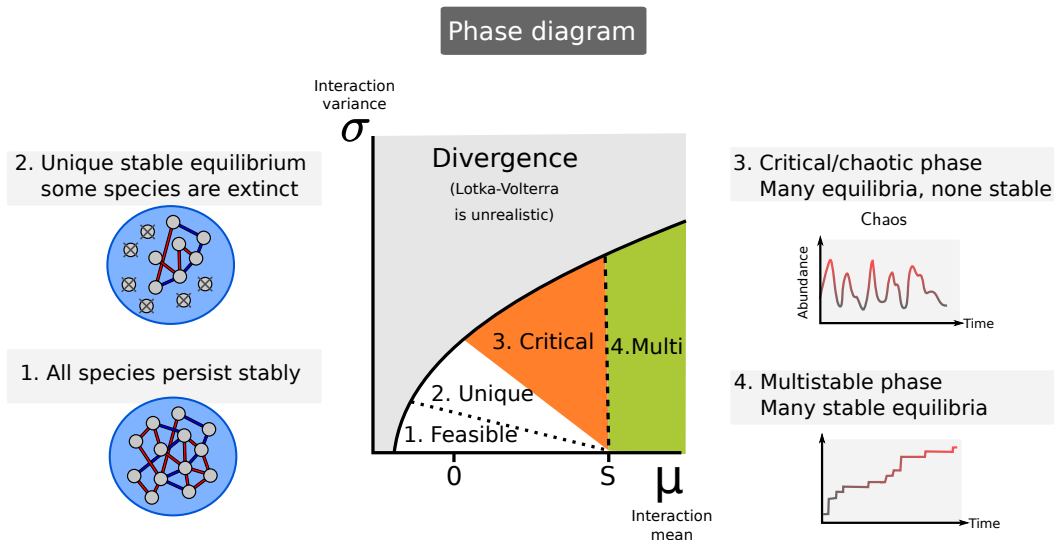 Phase diagram
Interaction
variance
σ
2. Unique stable equilibrium
some species are extinct
1. All species persist stably
Divergence
(Lotka-Volterra
is unrealistic)
3. Critical
4.Multi
2. Unique
1. Feasible
0
S
μ
Interaction
mean
3. Critical/chaotic phase
Many equilibria, none stable
Chaos
Abundance
Time
4. Multistable phase
Many stable equilibria
Time